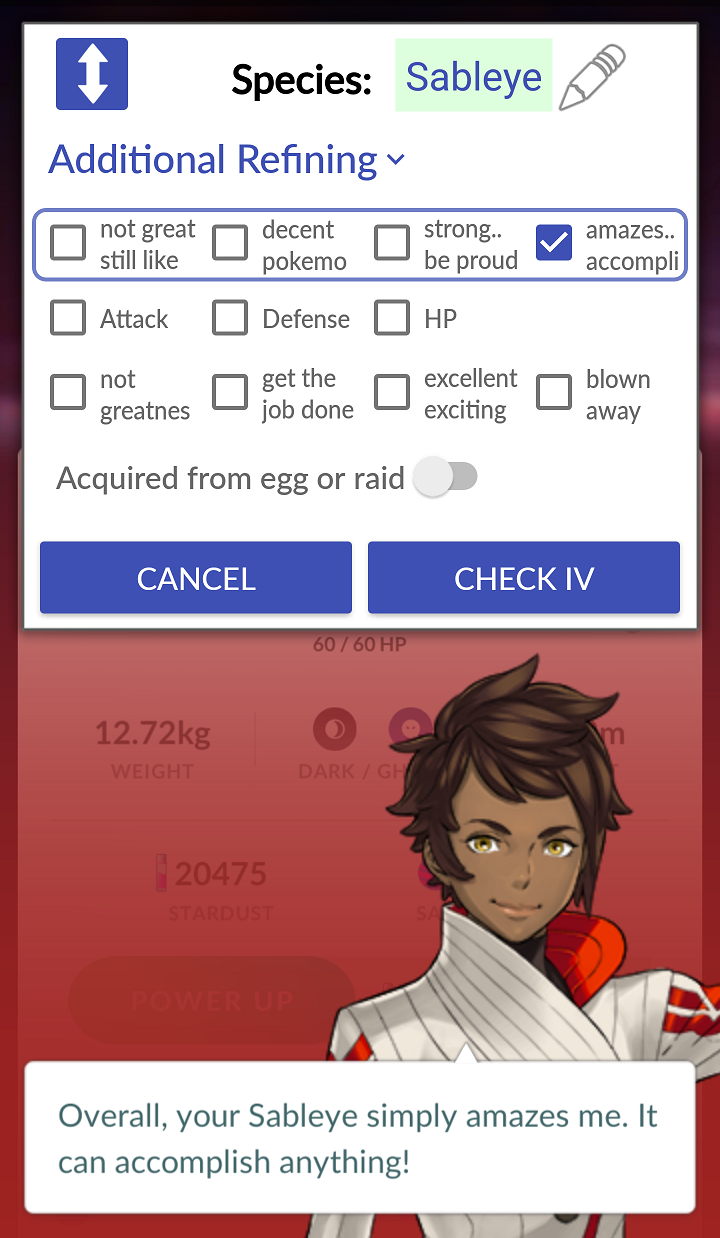 Species: Sableye
Additional Refining
not great
still like
decent
pokemo
strong..
be proud
amazes..
accompli
Attack
Defense
HP
not
greatnes
get the
job done
excellent
exciting
blown
away
Acquired from egg or raid
CANCEL
CHECK IV
60 / 60 HP
12.72kg
WEIGHT
DARK / GH
m
T
20475
STARDUST
SA
POWER UP
Overall, your Sableye simply amazes me. It
can accomplish anything!